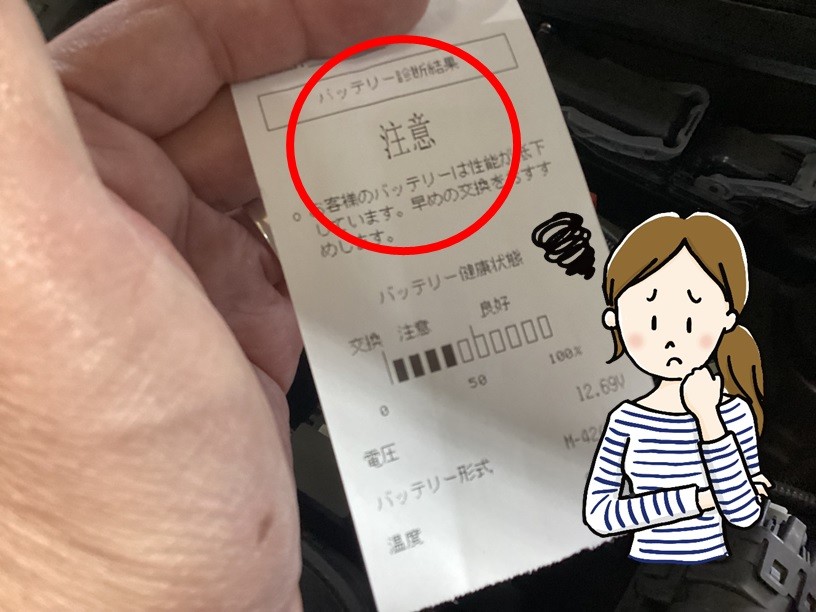 バッテリー診断結果
注意
○ お客様のバッテリーは性能が低下
しています。早めの交換をおすす
めします。
バッテリー健康状態
交換 注意 良好
0 50 100%
電圧 12.69V
バッテリー形式
温度